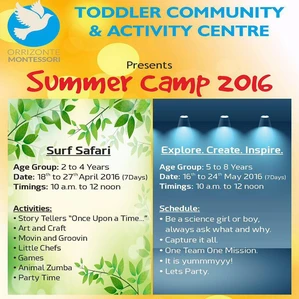 TODDLER COMMUNITY
& ACTIVITY CENTRE
ORRIZONTE
MONTESSORI
Presents
Summer Camp 2016
Surf Safari
Age Group: 2 to 4 Years
Date: 18th to 27th April 2016 (7Days)
Timings: 10 a.m. to 12 noon
Activities:
• Story Tellers "Once Upon a Time..."
• Art and Craft
• Movin and Groovin
• Little Chefs
• Games
• Animal Zumba
• Party Time
Explore. Create. Inspire.
Age Group: 5 to 8 Years
Date: 16th to 24th May 2016 (7Days)
Timings: 10 a.m. to 12 noon
Schedule:
• Be a science girl or boy,
always ask what and why.
• Capture it all.
• One Team One Mission.
• It is yummmyyy!
• Lets Party.